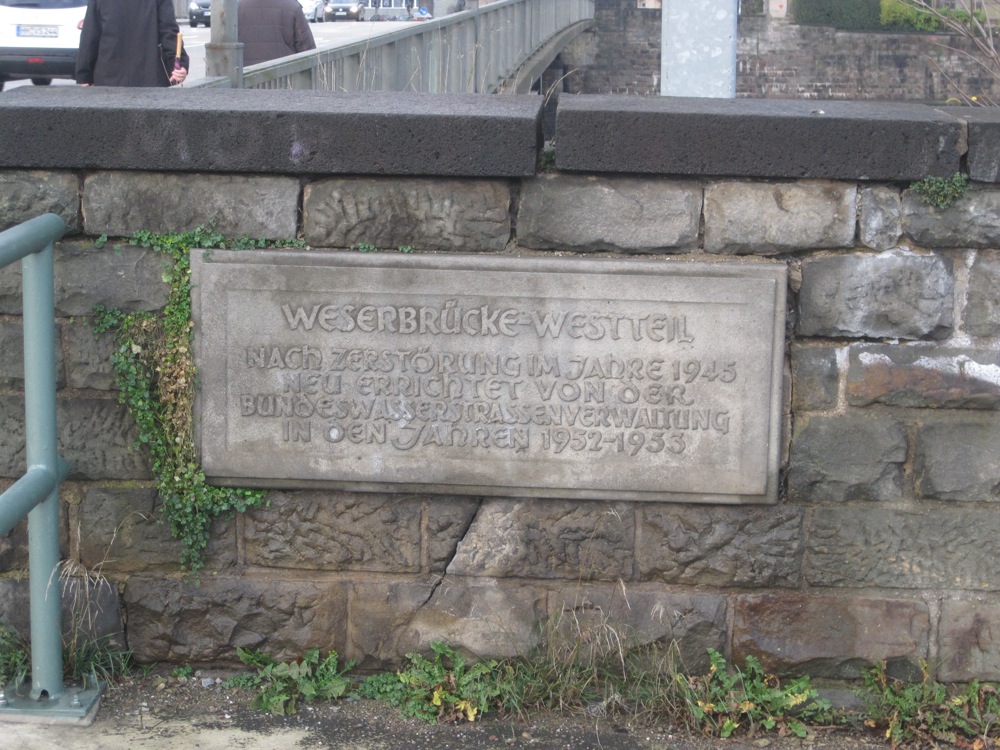 WESERBRÜCKE-WESTTEIL
NACH ZERSTÖRUNG IM JAHRE 1945
NEU ERRICHTET VON DER
BUNDESWASSERSTRASSENVERWALTUNG
IN DEN JAHREN 1952-1953